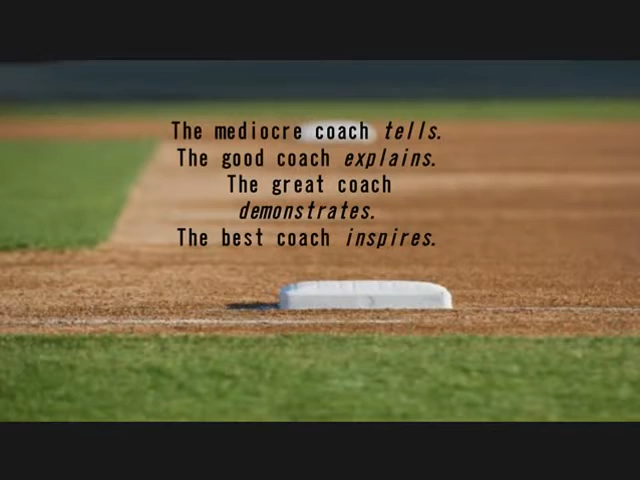 The mediocre coach tells.
The good coach explains.
The great coach
demonstrates.
The best coach inspires.